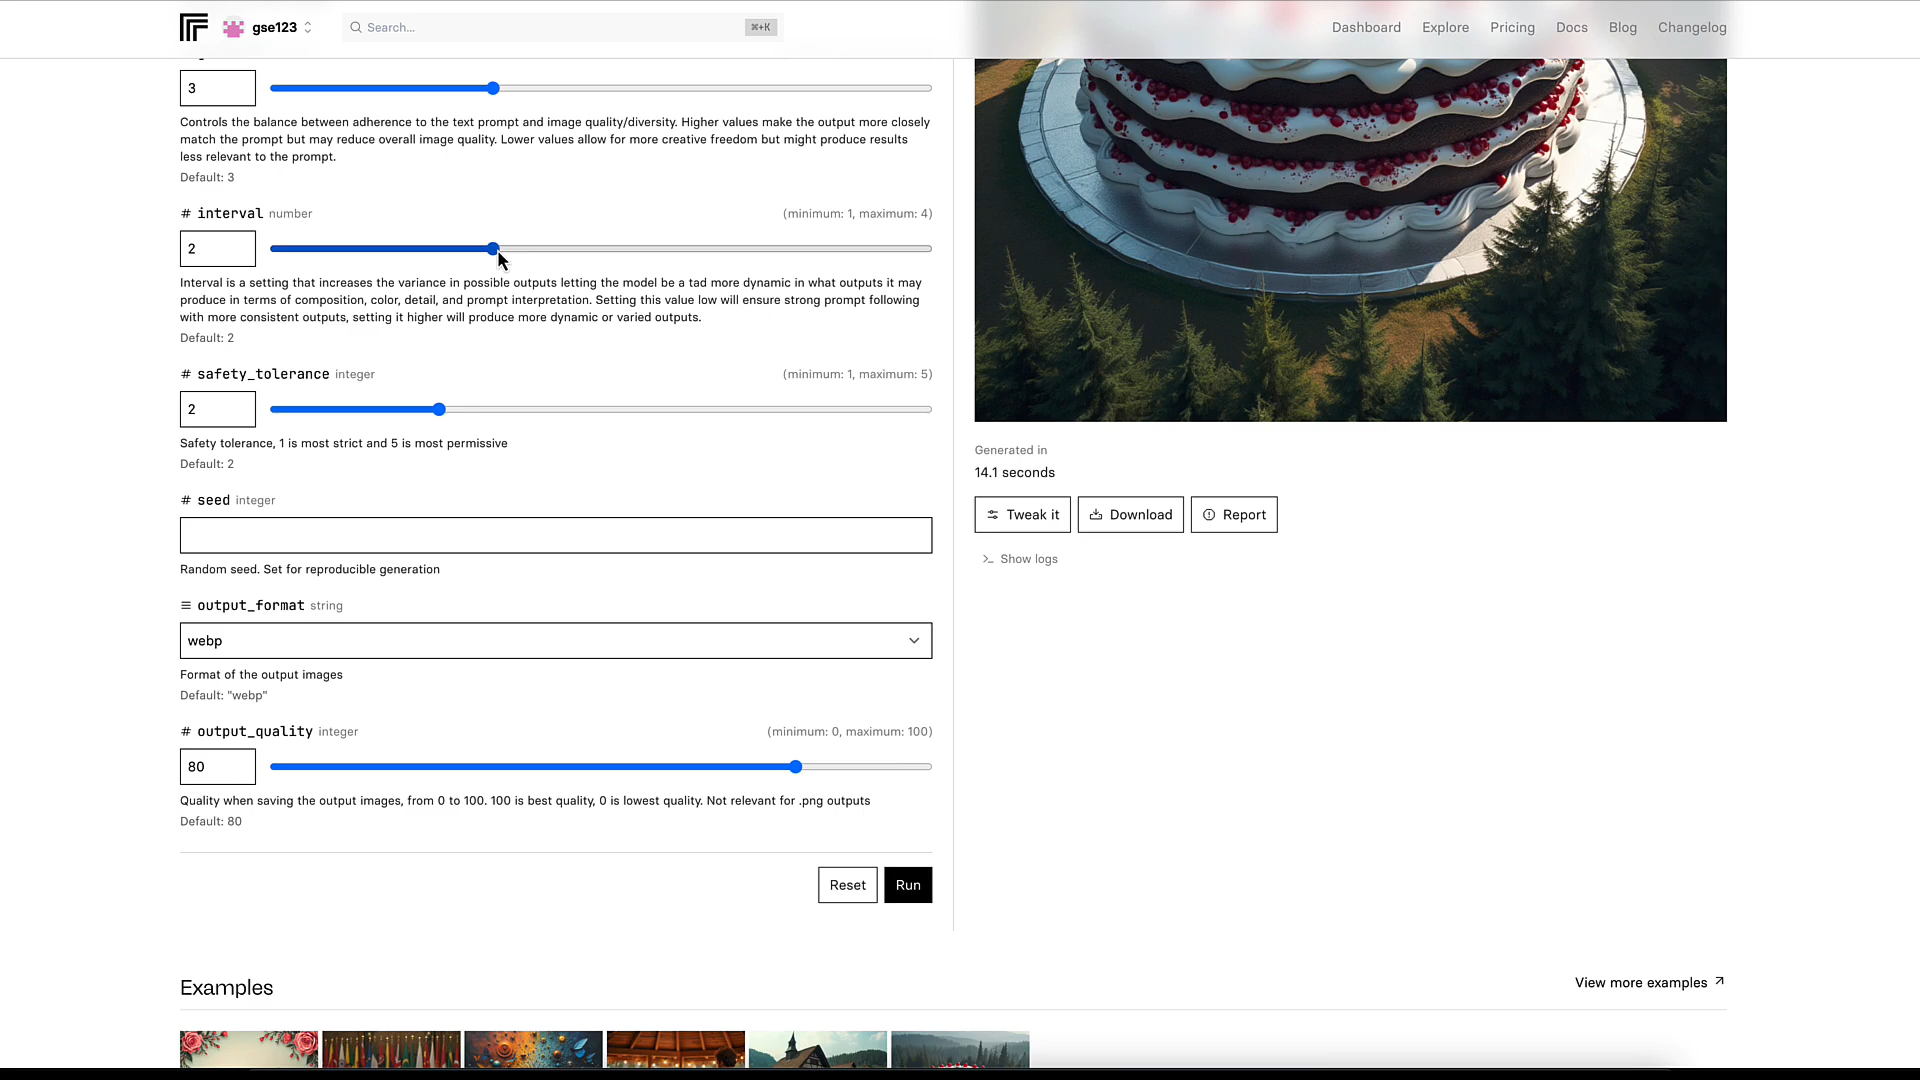 gse123
Search...
⌘+K
Dashboard
Explore
Pricing
Docs
Blog
Changelog
3
Controls the balance between adherence to the text prompt and image quality/diversity. Higher values make the output more closely
match the prompt but may reduce overall image quality. Lower values allow for more creative freedom but might produce results
less relevant to the prompt.
Default: 3
# interval number (minimum: 1, maximum: 4)
2
Interval is a setting that increases the variance in possible outputs letting the model be a tad more dynamic in what outputs it may
produce in terms of composition, color, detail, and prompt interpretation. Setting this value low will ensure strong prompt following
with more consistent outputs, setting it higher will produce more dynamic or varied outputs.
Default: 2
# safety_tolerance integer (minimum: 1, maximum: 5)
2
Safety tolerance, 1 is most strict and 5 is most permissive
Default: 2
# seed integer
Random seed. Set for reproducible generation
output_format string
webp
Format of the output images
Default: "webp"
# output_quality integer (minimum: 0, maximum: 100)
80
Quality when saving the output images, from 0 to 100. 100 is best quality, 0 is lowest quality. Not relevant for .png outputs
Default: 80
Reset
Run
Generated in
14.1 seconds
Tweak it
Download
Report
Show logs
Examples
View more examples